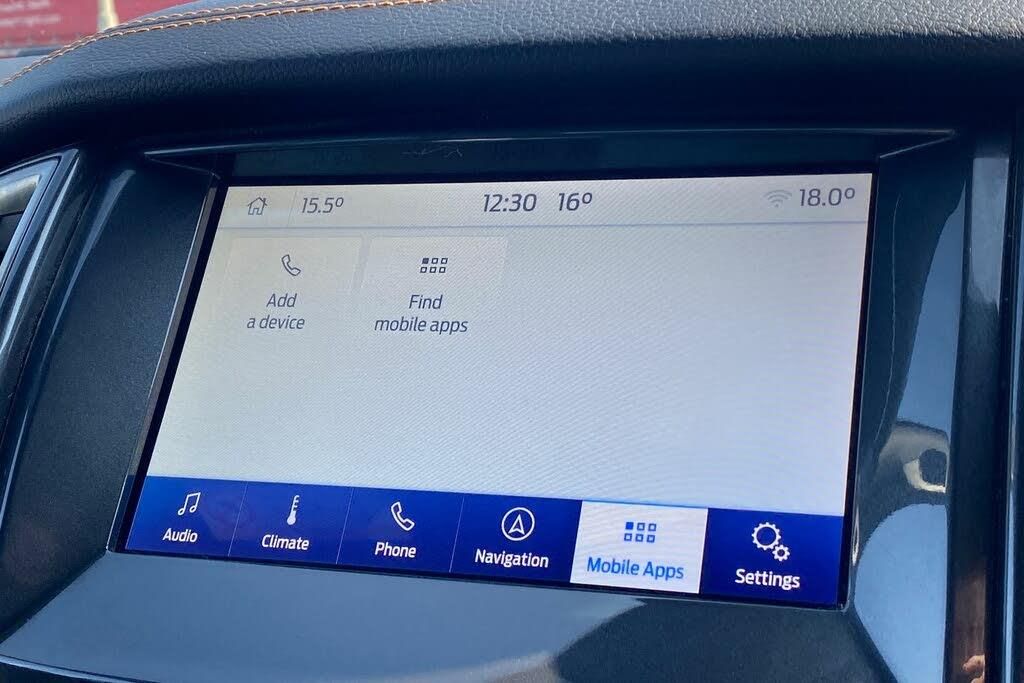 15.5° 12:30 16° 18.0°
Add
a device
Find
mobile apps
Audio
Climate
Phone
Navigation
Mobile Apps
Settings